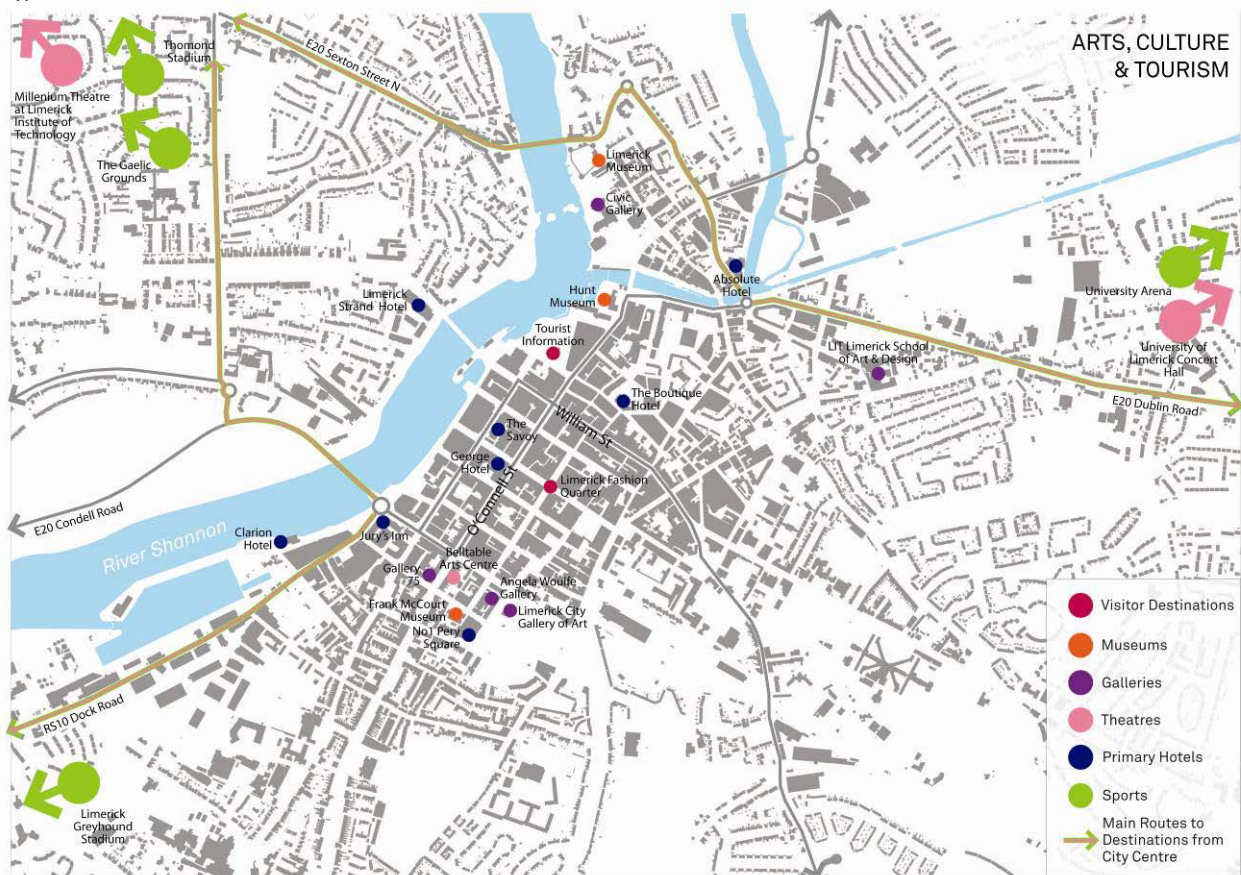 ARTS, CULTURE
& TOURISM
Thomond
Stadium
E20 Sexton Street N
Millenium Theatre
at Limerick
Institute of
Technology
The Gaelic
Grounds
Limerick
Museum
Civic
Gallery
Absolute
Hotel
Hunt
Museum
Limerick
Strand Hotel
University Arena
University of
Limerick Concert
Hall
Tourist
Information
LIT Limerick School
of Art & Design
E20 Dublin Road
The Boutique
Hotel
William St
The
Savoy
George
Hotel
O'Connell St
Limerick Fashion
Quarter
E20 Condell Road
River Shannon
Clarion
Hotel
Jury's Inn
Gallery
75
Belltable
Arts Centre
Angela Woulfe
Gallery
Frank McCourt
Museum
Limerick City
Gallery of Art
No1 Pery
Square
RS10 Dock Road
Limerick
Greyhound
Stadium
Visitor Destinations
Museums
Galleries
Theatres
Primary Hotels
Sports
Main Routes to
Destinations from
City Centre